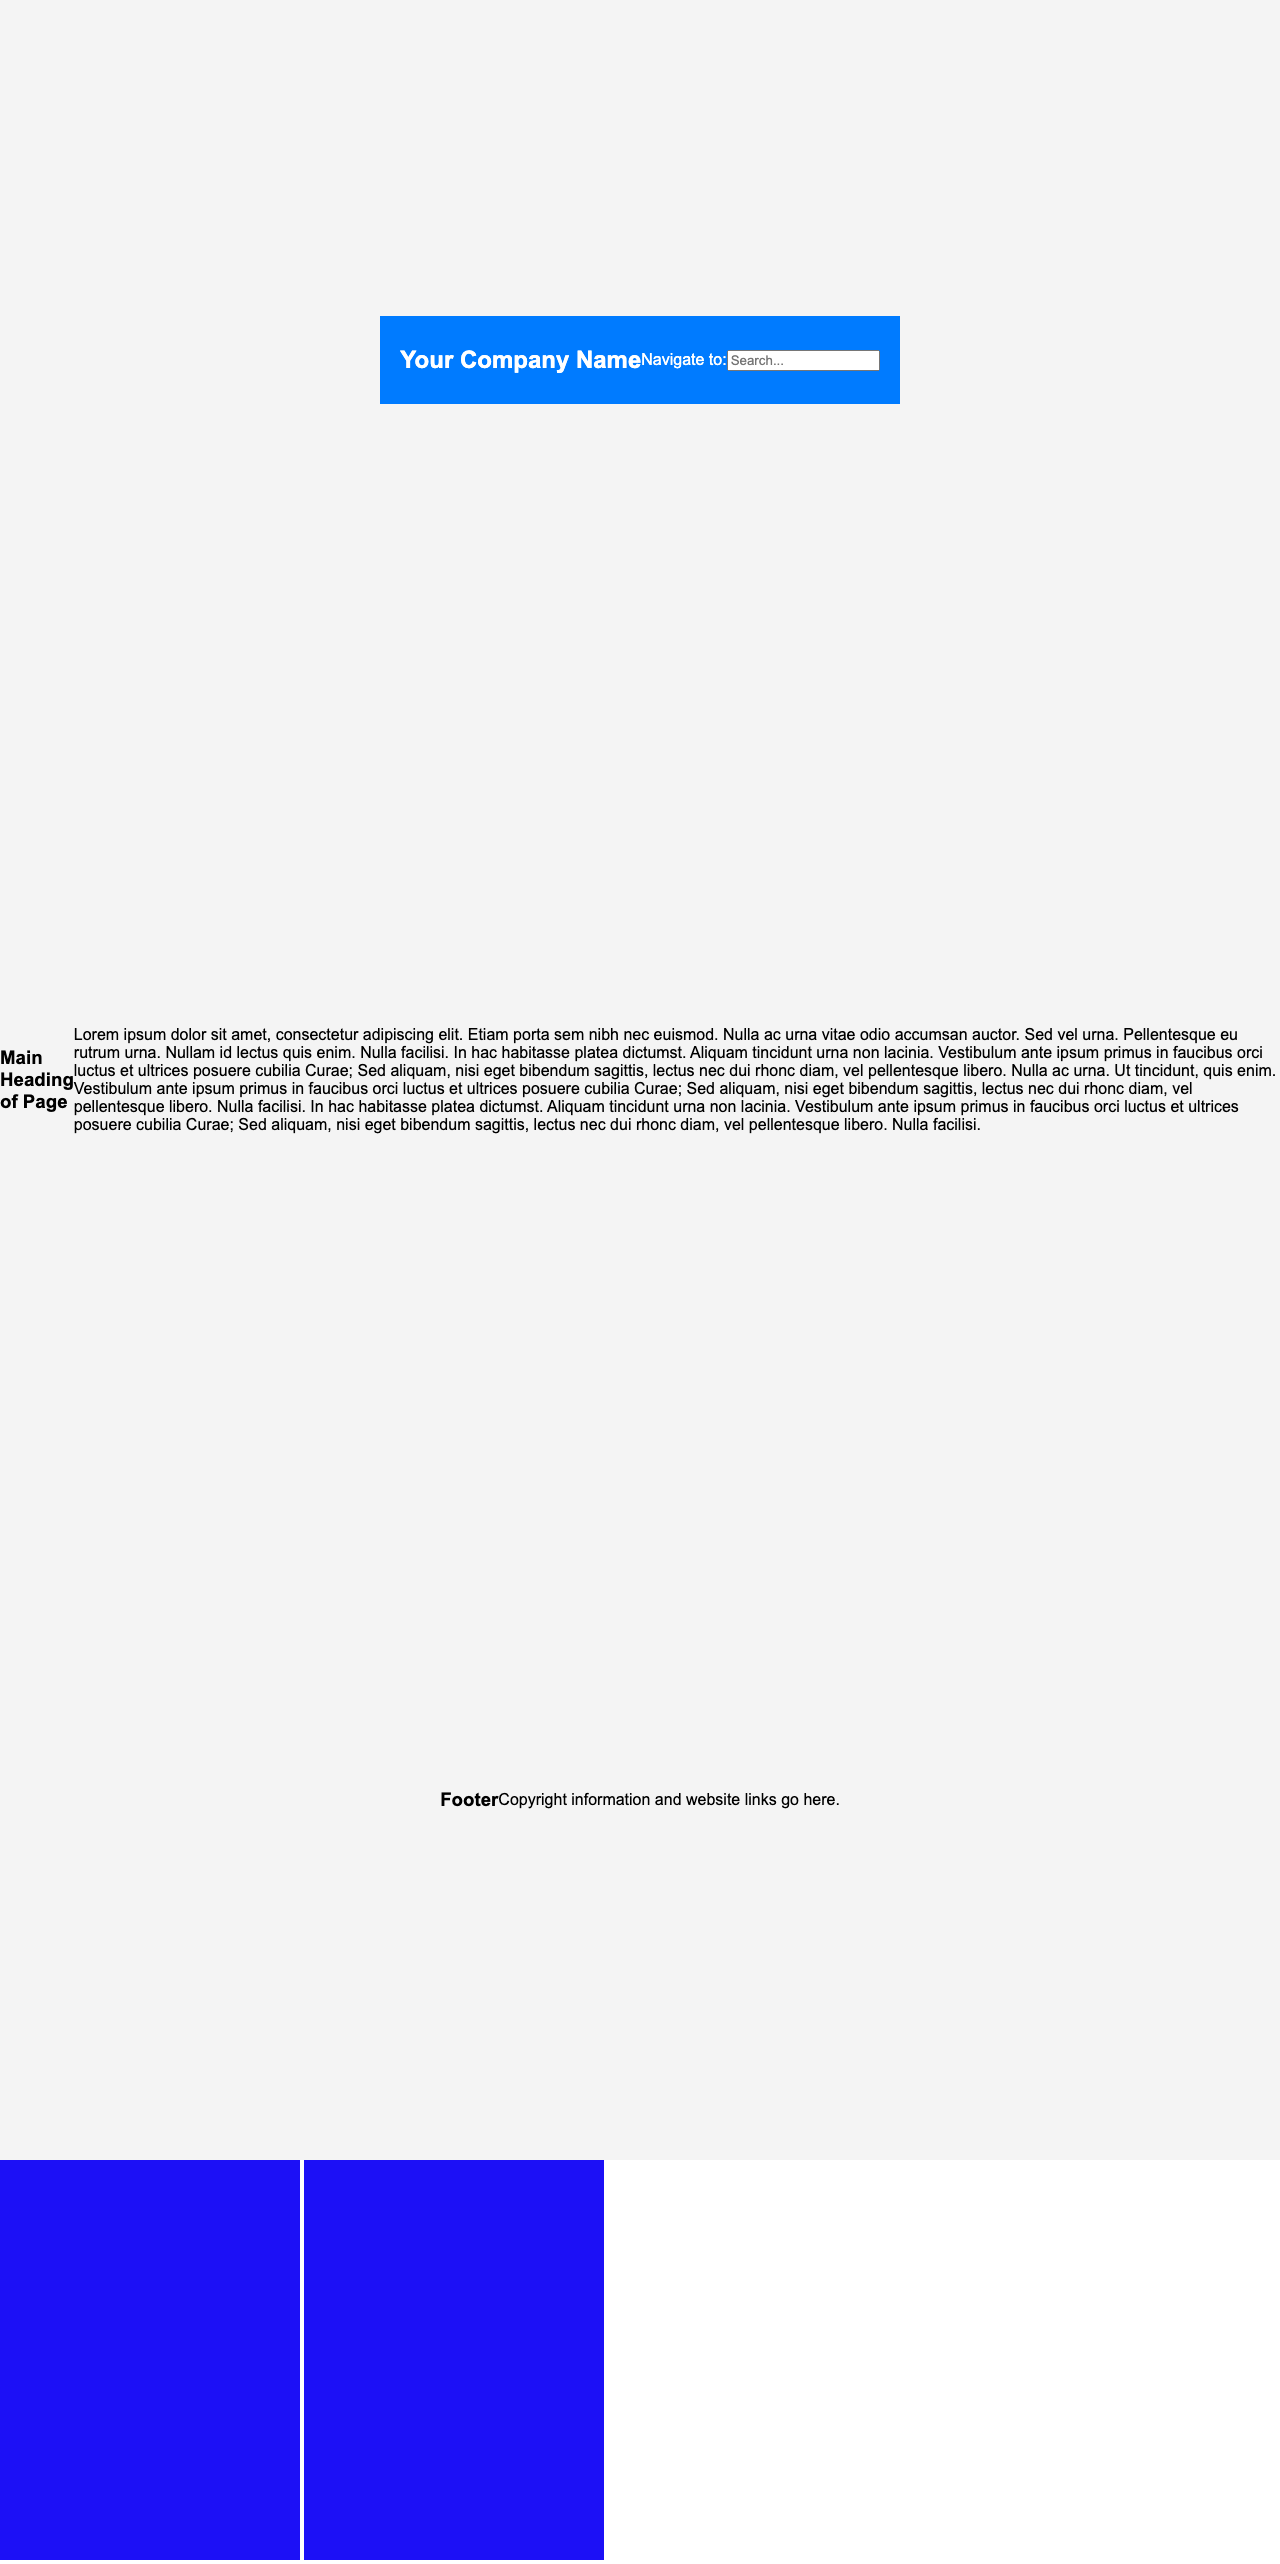 Your Company Name Navigate to: Search...
Main
Heading
of Page
Lorem ipsum dolor sit amet, consectetur adipiscing elit. Etiam porta sem nibh nec euismod. Nulla ac urna vitae odio accumsan auctor. Sed vel urna. Pellentesque eu
rutrum urna. Nullam id lectus quis enim. Nulla facilisi. In hac habitasse platea dictumst. Aliquam tincidunt urna non lacinia. Vestibulum ante ipsum primus in faucibus orci
luctus et ultrices posuere cubilia Curae; Sed aliquam, nisi eget bibendum sagittis, lectus nec dui rhonc diam, vel pellentesque libero. Nulla ac urna. Ut tincidunt, quis enim.
Vestibulum ante ipsum primus in faucibus orci luctus et ultrices posuere cubilia Curae; Sed aliquam, nisi eget bibendum sagittis, lectus nec dui rhonc diam, vel
pellentesque libero. Nulla facilisi. In hac habitasse platea dictumst. Aliquam tincidunt urna non lacinia. Vestibulum ante ipsum primus in faucibus orci luctus et ultrices
posuere cubilia Curae; Sed aliquam, nisi eget bibendum sagittis, lectus nec dui rhonc diam, vel pellentesque libero. Nulla facilisi.
Footer Copyright information and website links go here.